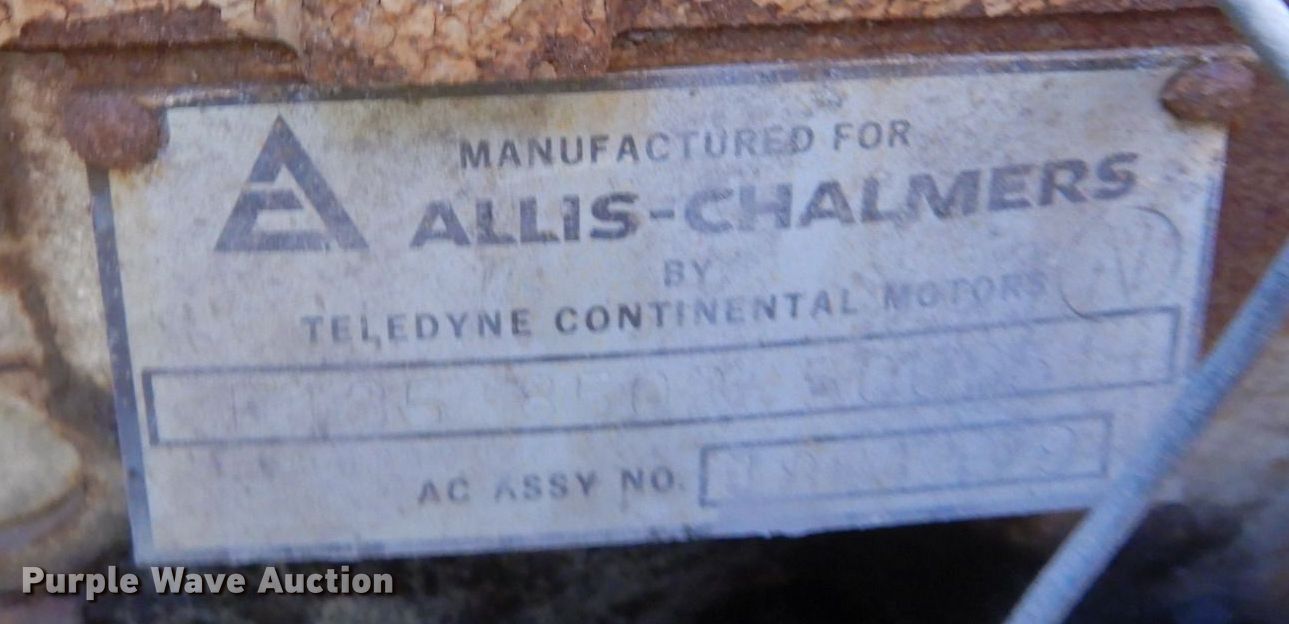 MANUFACTURED FOR
ALLIS-CHALMERS
BY
TELEDYNE CONTINENTAL MOTORS
AC ASSY NO.
Purple Wave Auction